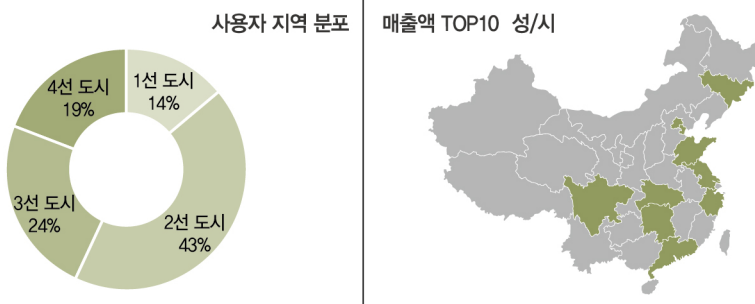 사용자 지역 분포
4선 도시
19%
1선 도시
14%
3선 도시
24%
2선 도시
43%
매출액 TOP10 성/시